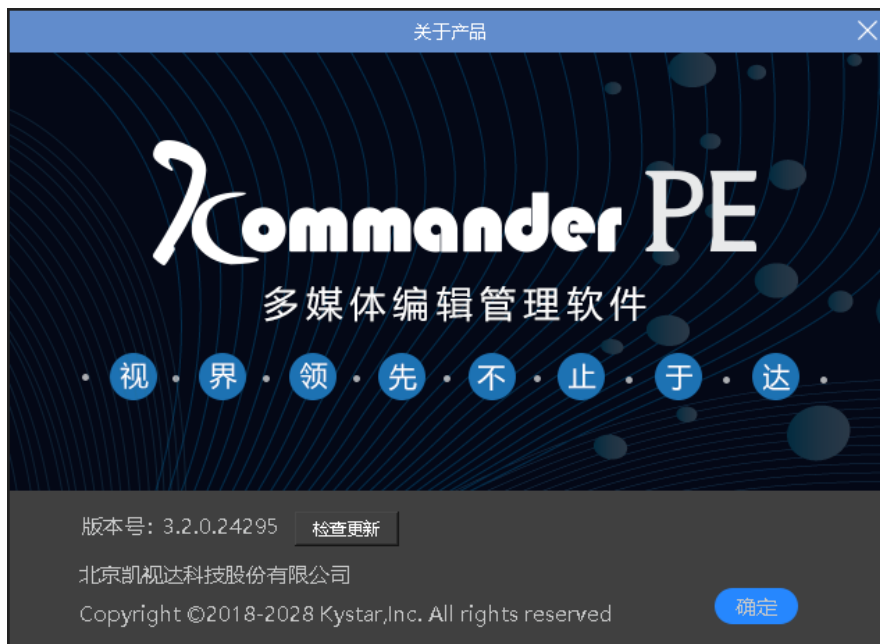 关于产品
Kommander PE
多媒体编辑管理软件
· 视 · 界 · 领 · 先 · 不 · 止 · 于 · 达 ·
版本号: 3.2.0.24295 检查更新
北京凯视达科技股份有限公司
Copyright ©2018-2028 Kystar,Inc. All rights reserved
确定